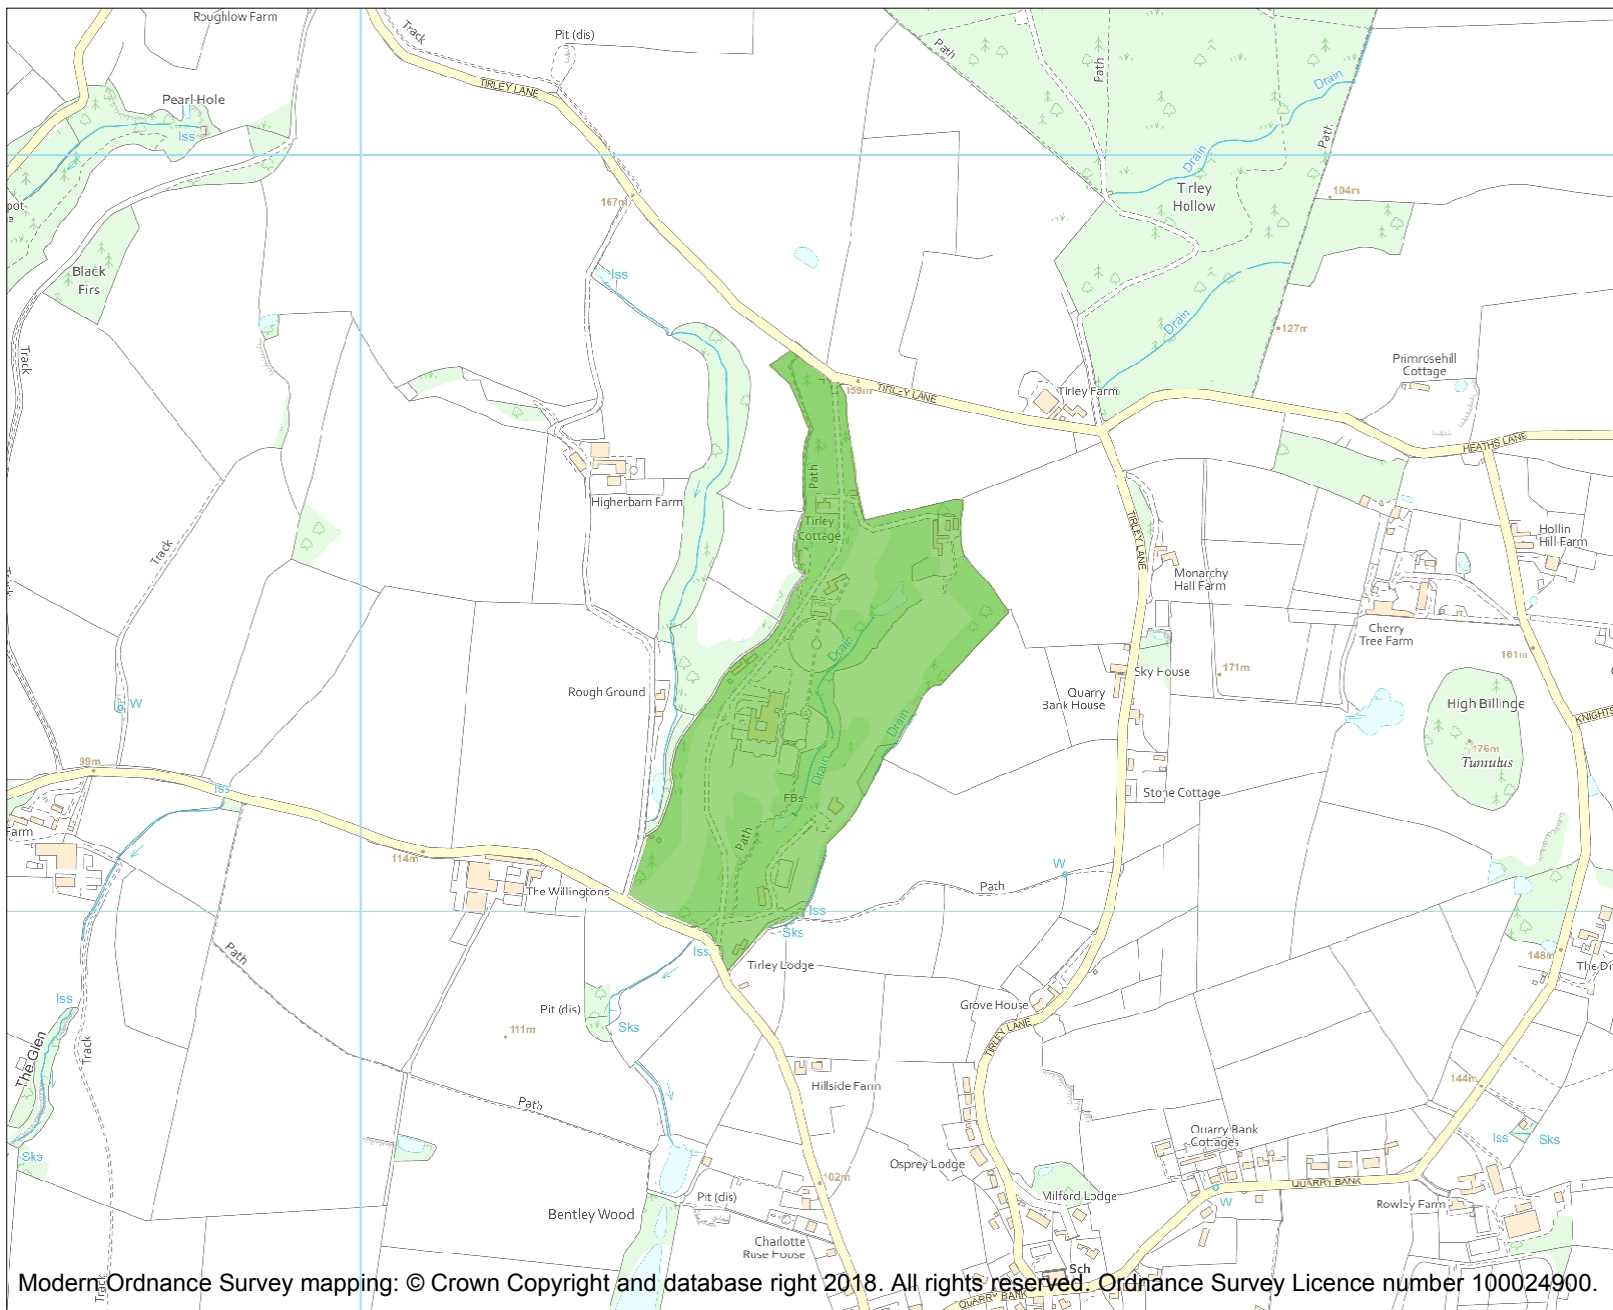 Roughlow Farm
Track
Pit (dis)
Path
Path
TIRLEY LANE
Drain
Pearl Hole
Iss
Path
Drain
167m
Tirley
Hollow
104m
Black
Firs
Iss
Drain
127m
Track
Primrosehill
Cottage
159m
TIRLEY LANE
Tirley Farm
HEATHS LANE
Path
Higherbarn Farm
Tirley
Cottage
TIRLEY LANE
Hollin
Hill Farm
Track
Monarchy
Hall Farm
Cherry
Tree Farm
Drain
161m
Rough Ground
Sky House
171m
Quarry
Bank House
W
High Billinge
Drain
KNIGHTS
176m
Tumulus
99m
Drain
Iss
FBs
Stone Cottage
Farm
Path
114m
W
The Willingtons
Path
Iss
Sks
Path
Iss
Tirley Lodge
148m
The Di
Iss
Pit (dis)
Grove House
Sks
111m
TIRLEY LANE
The Glen
Track
Hillside Farm
144m
Path
Quarry Bank
Cottages
Iss
Sks
Sks
Osprey Lodge
102m
Pit (dis)
Milford Lodge
QUARRY BANK
W
Rowley Farm
Bentley Wood
Charlotte
Rose House
Sch
Track
QUARRY BANK
Modern Ordnance Survey mapping: © Crown Copyright and database right 2018. All rights reserved. Ordnance Survey Licence number 100024900.